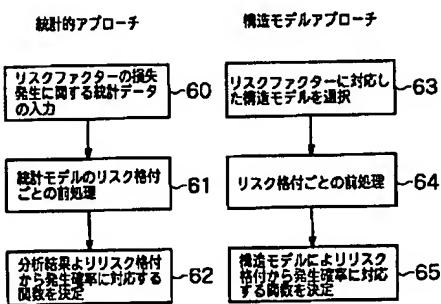 統計的アプローチ
リスクファクターの損失
発生に関する統計データ
の入力
60
統計モデルのリスク格付
ごとの前処理
61
分析結果よりリスク格付
から発生確率に対応する
関数を決定
62
構造モデルアプローチ
リスクファクターに対応し
た構造モデルを選択
63
リスク格付ごとの前処理
64
構造モデルによりリスク
格付から発生確率に対応
する関数を決定
65